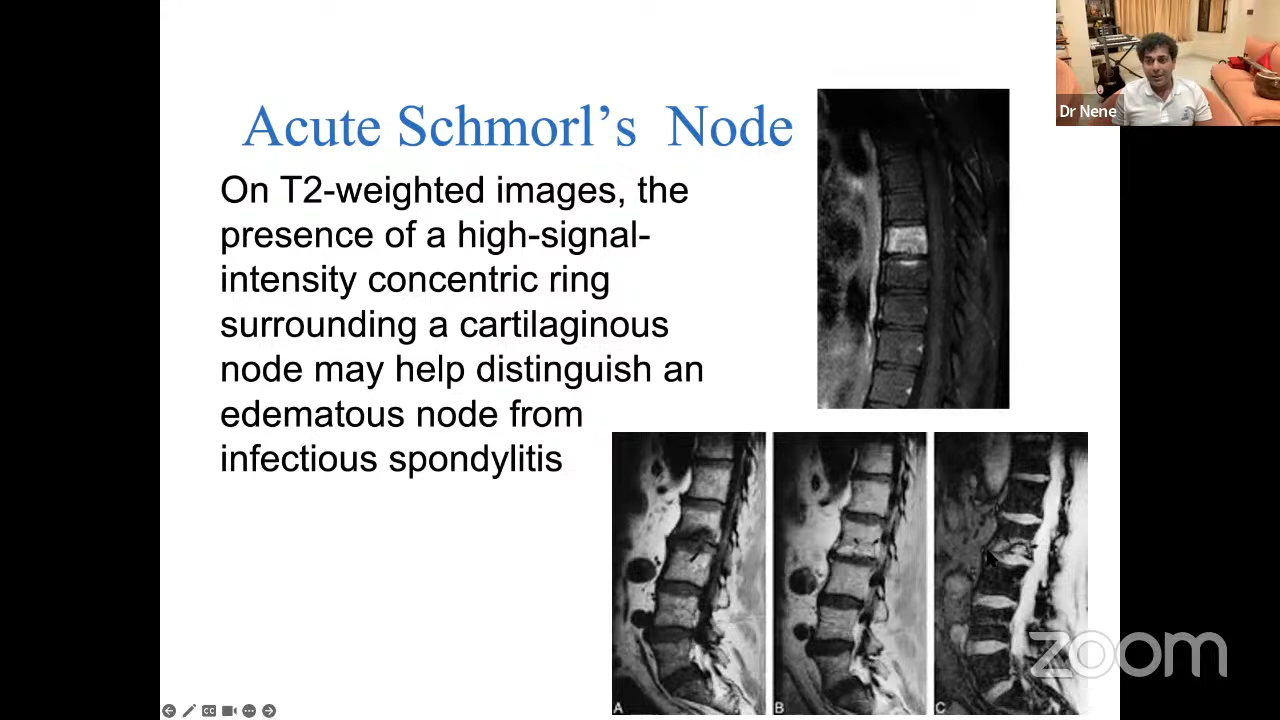 Dr Nene
Acute Schmorl’s Node
On T2-weighted images, the
presence of a high-signal-
intensity concentric ring
surrounding a cartilaginous
node may help distinguish an
edematous node from
infectious spondylitis
A
B
C
zoom
CC